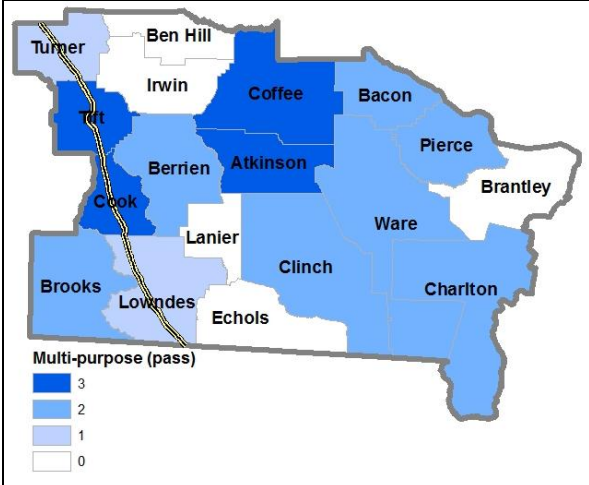 Ben Hill
Turner
Irwin
Coffee
Bacon
Tift
Pierce
Berrien
Atkinson
Brantley
Cook
Ware
Lanier
Clinch
Brooks
Charlton
Lowndes
Echols
Multi-purpose (pass)
3
2
1
0